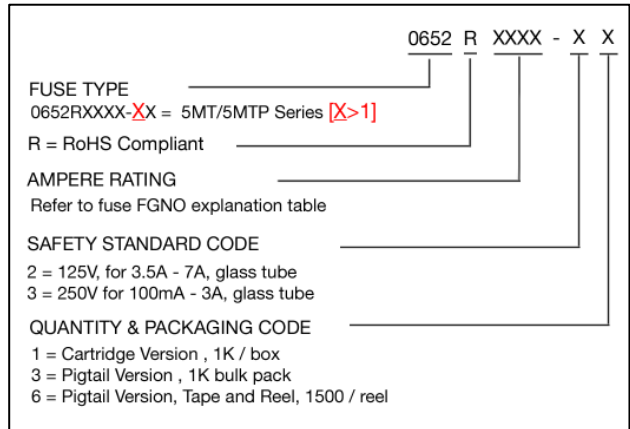 0652 R XXXX - X X
FUSE TYPE
0652RXXXX-XX = 5MT/5MTP Series [X>1]
R = RoHS Compliant
AMPERE RATING
Refer to fuse FGNO explanation table
SAFETY STANDARD CODE
2 = 125V, for 3.5A - 7A, glass tube
3 = 250V for 100mA - 3A, glass tube
QUANTITY & PACKAGING CODE
1 = Cartridge Version , 1K / box
3 = Pigtail Version , 1K bulk pack
6 = Pigtail Version, Tape and Reel, 1500 / reel